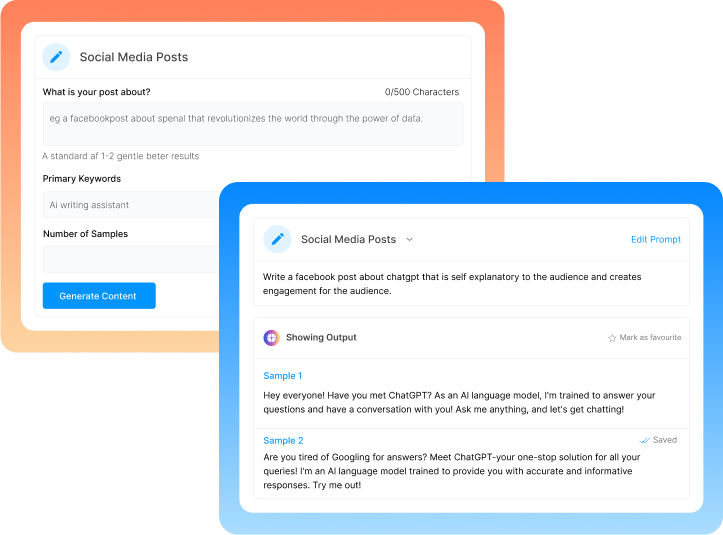 Social Media Posts
What is your post about? 0/500 Characters
eg a facebookpost about spenal that revolutionizes the world through the power of data.
A standard af 1-2 gentle beter results
Primary Keywords
Ai writing assistant
Number of Samples
Generate Content
Social Media Posts Edit Prompt
Write a facebook post about chatgpt that is self explanatory to the audience and creates
engagement for the audience.
Showing Output Mark as favourite
Sample 1
Hey everyone! Have you met ChatGPT? As an AI language model, I'm trained to answer your
questions and have a conversation with you! Ask me anything, and let's get chatting!
Sample 2 Saved
Are you tired of Googling for answers? Meet ChatGPT-your one-stop solution for all your
queries! I'm an AI language model trained to provide you with accurate and informative
responses. Try me out!